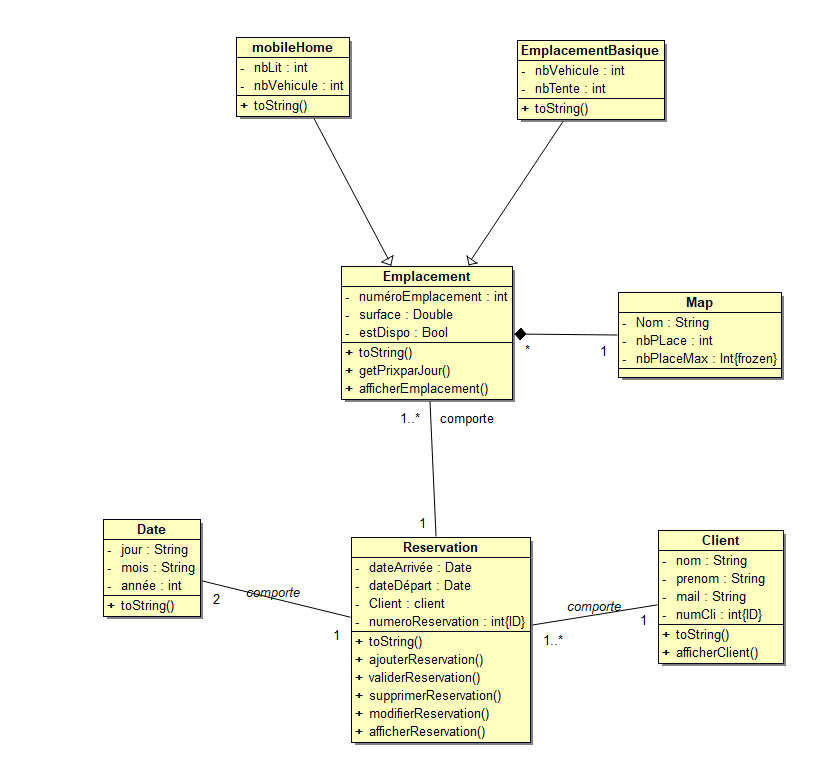 mobileHome
- nbLit : int
- nbVehicule : int
+ toString()
EmplacementBasique
- nbVehicule : int
- nbTente : int
+ toString()
Emplacement
- numéroEmplacement : int
- surface : Double
- estDispo : Bool
+ toString()
+ getPrixparJour()
+ afficherEmplacement()
*
1
Map
- Nom : String
- nbPLace : int
- nbPlaceMax : Int{frozen}
1..*
comporte
1
Date
- jour : String
- mois : String
- année : int
+ toString()
2
comporte
1
Reservation
- dateArrivée : Date
- dateDépart : Date
- Client : client
- numeroReservation : int{ID}
+ toString()
+ ajouterReservation()
+ validerReservation()
+ supprimerReservation()
+ modifierReservation()
+ afficherReservation()
1..*
comporte
1
Client
- nom : String
- prenom : String
- mail : String
- numCli : int{ID}
+ toString()
+ afficherClient()